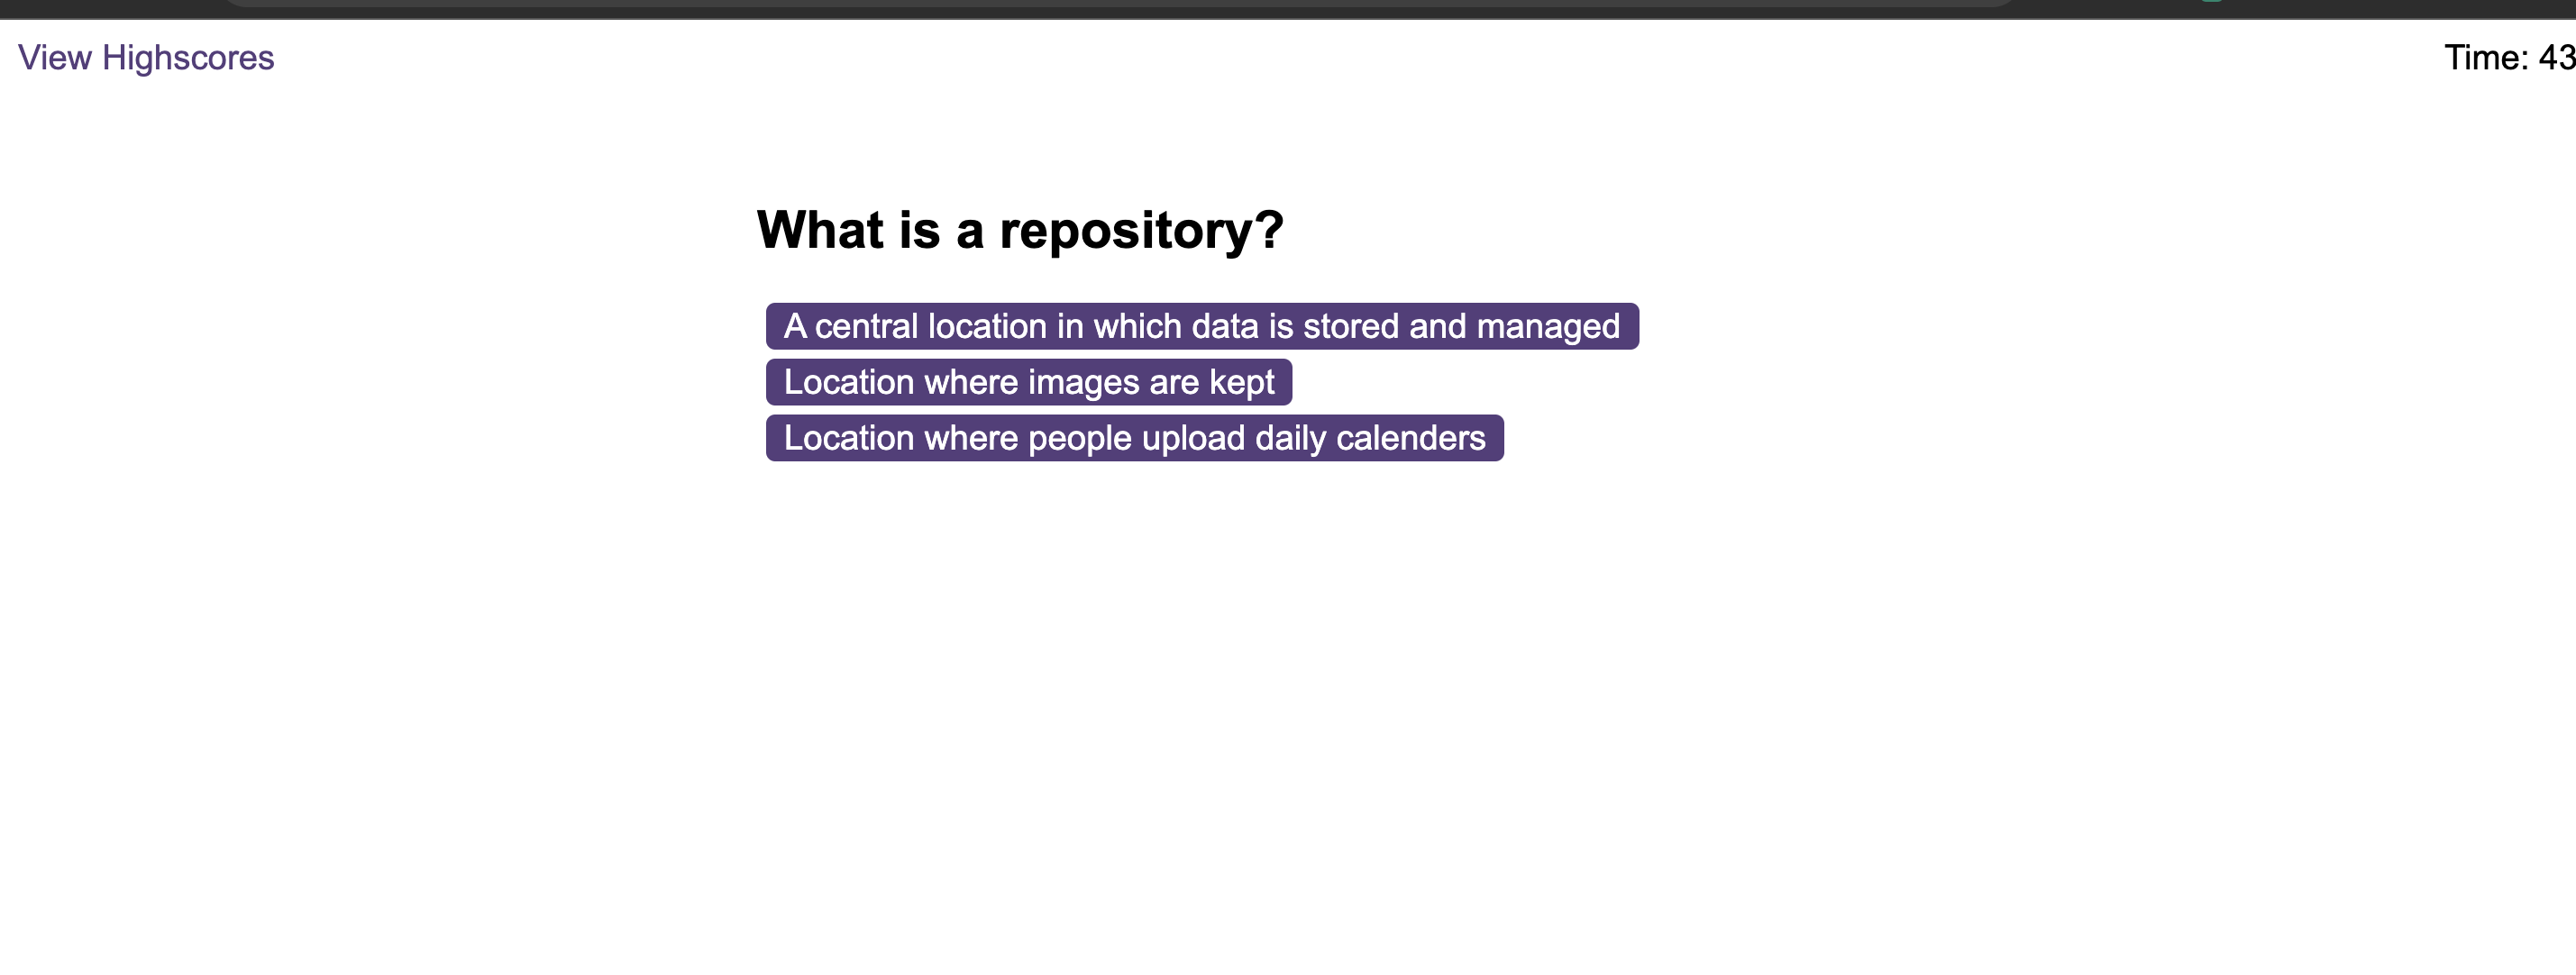 View Highscores
Time: 43
What is a repository?
A central location in which data is stored and managed
Location where images are kept
Location where people upload daily calenders